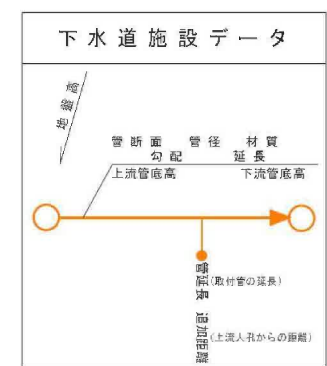 下水道施設データ
地盤高
管断面 管径 材質
勾配 延長
上流管底高 下流管底高
管延長 (取付管の延長)
追加距離 (上流人孔からの距離)